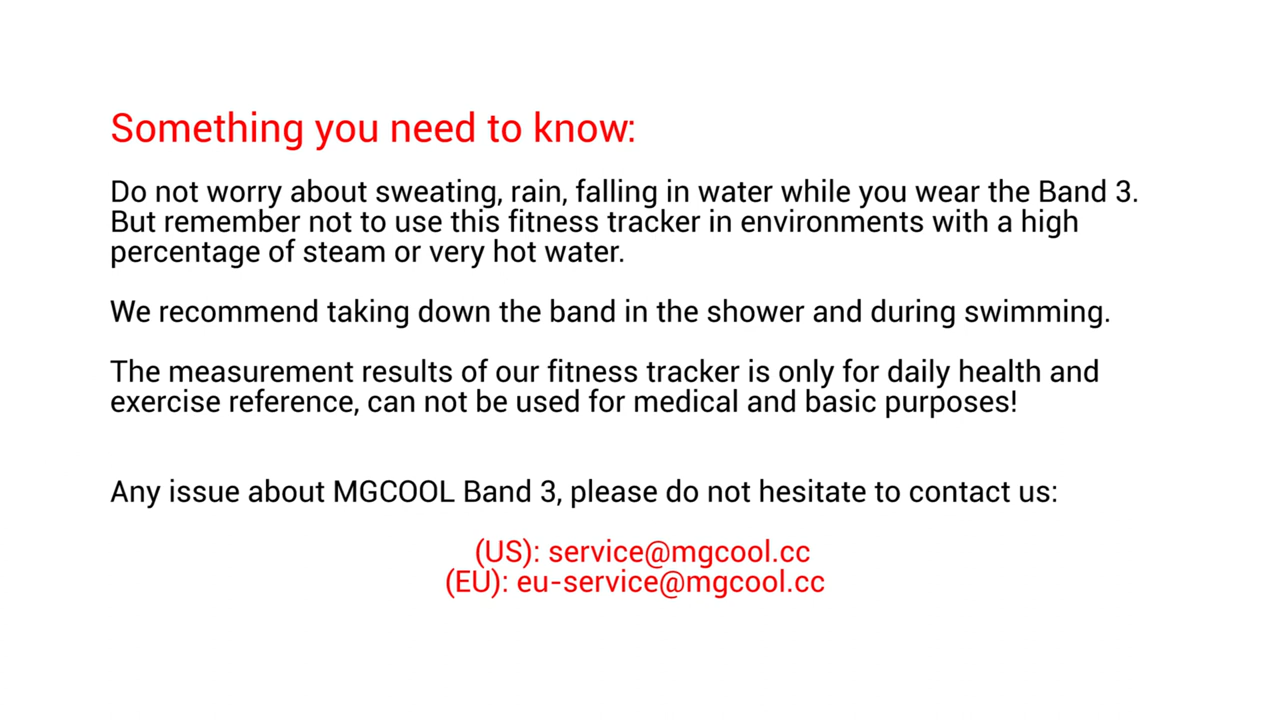 Something you need to know:
Do not worry about sweating, rain, falling in water while you wear the Band 3.
But remember not to use this fitness tracker in environments with a high
percentage of steam or very hot water.
We recommend taking down the band in the shower and during swimming.
The measurement results of our fitness tracker is only for daily health and
exercise reference, can not be used for medical and basic purposes!
Any issue about MGCOOL Band 3, please do not hesitate to contact us:
(US): service@mgcool.cc
(EU): eu-service@mgcool.cc